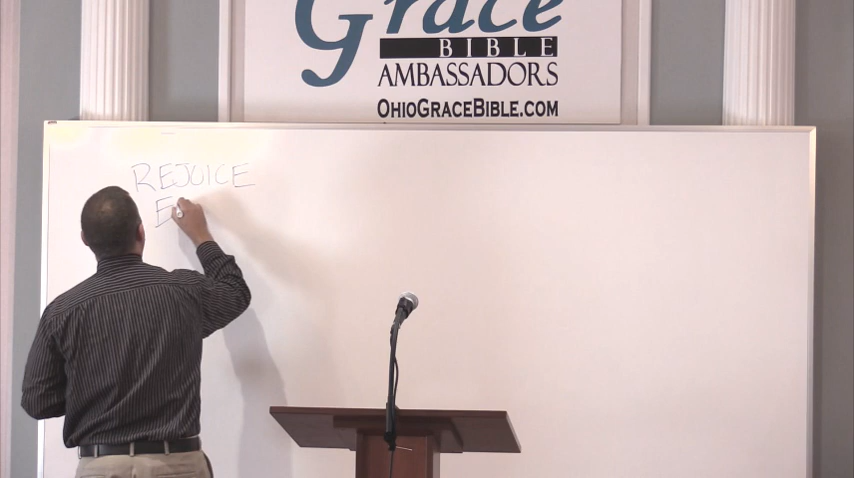 Grace
BIBLE
AMBASSADORS
OHIOGRACEBIBLE.COM
REJOICE
E